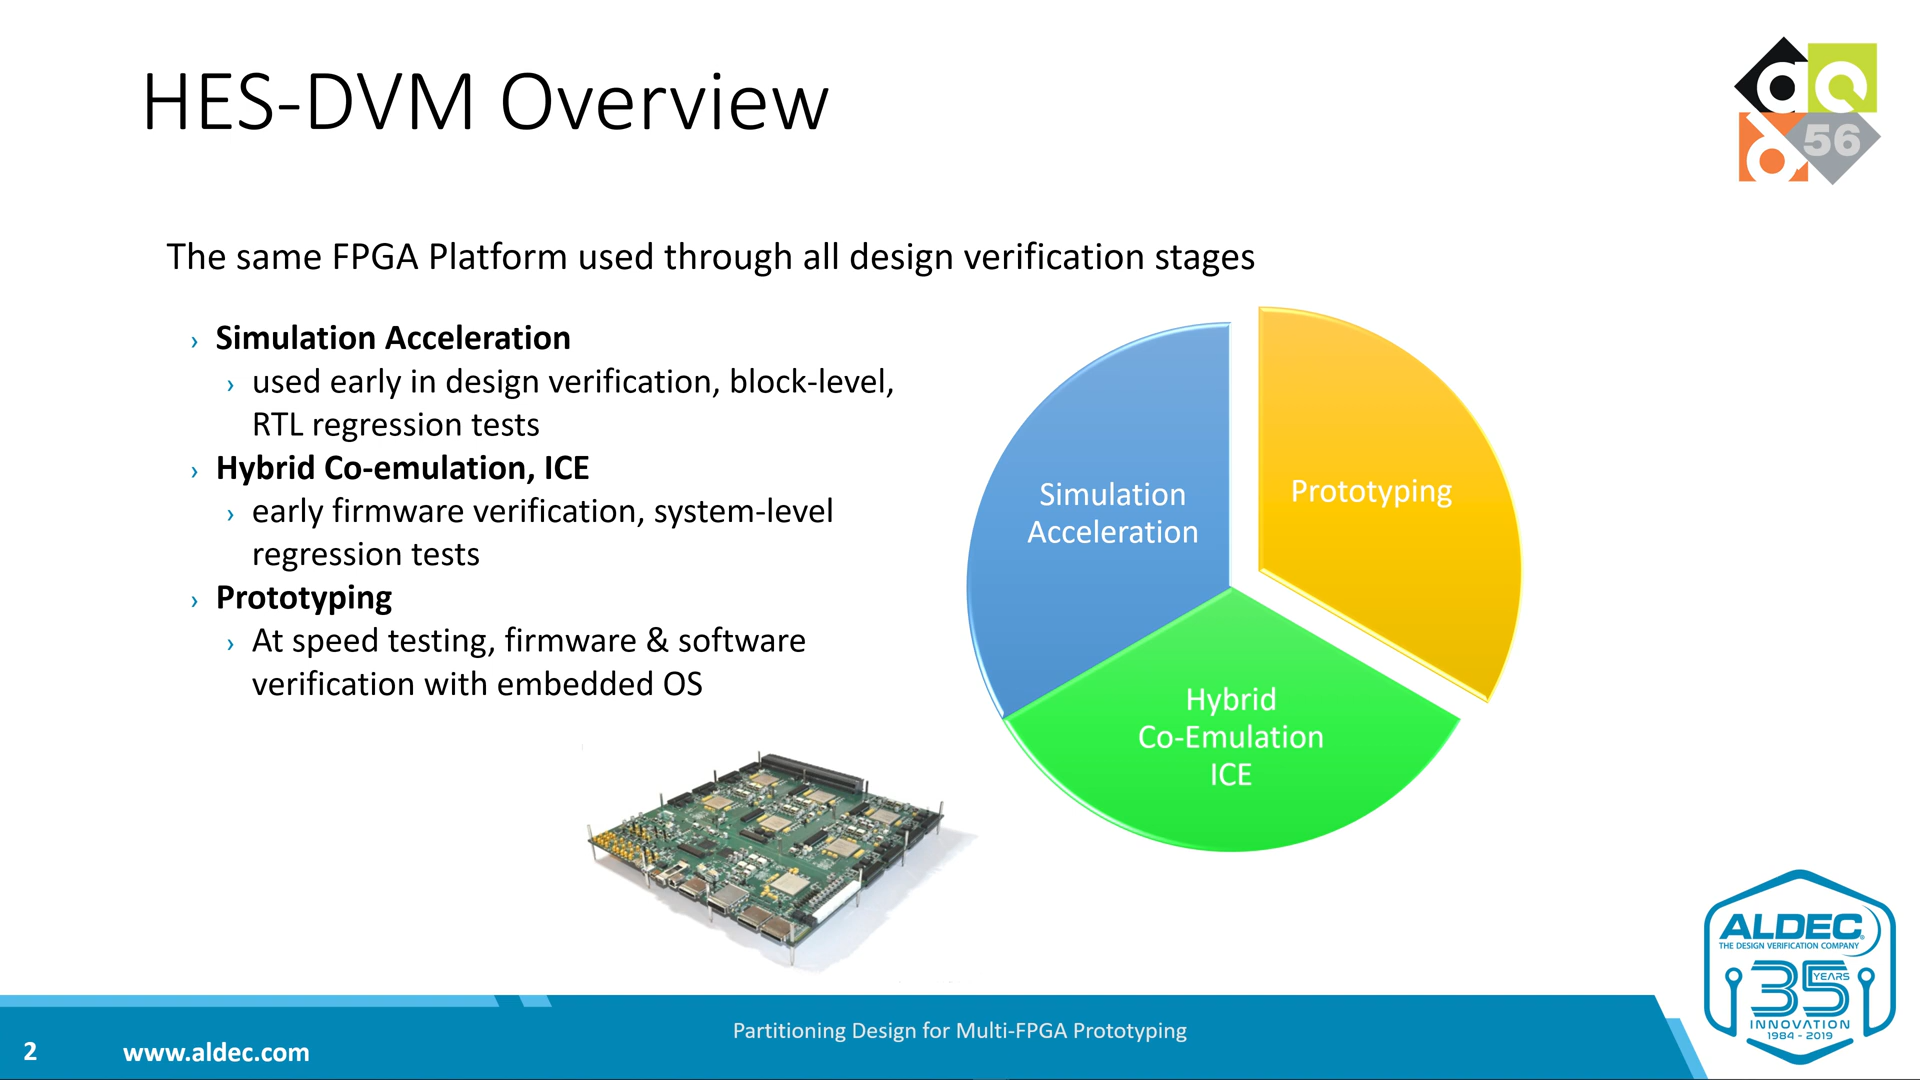 HES-DVM Overview
56
The same FPGA Platform used through all design verification stages
› Simulation Acceleration
› used early in design verification, block-level,
RTL regression tests
› Hybrid Co-emulation, ICE
› early firmware verification, system-level
regression tests
› Prototyping
› At speed testing, firmware & software
verification with embedded OS
Simulation
Acceleration
Prototyping
Hybrid
Co-Emulation
ICE
ALDEC
THE DESIGN VERIFICATION COMPANY
35 YEARS
INNOVATION
1984 - 2019
Partitioning Design for Multi-FPGA Prototyping
2
www.aldec.com